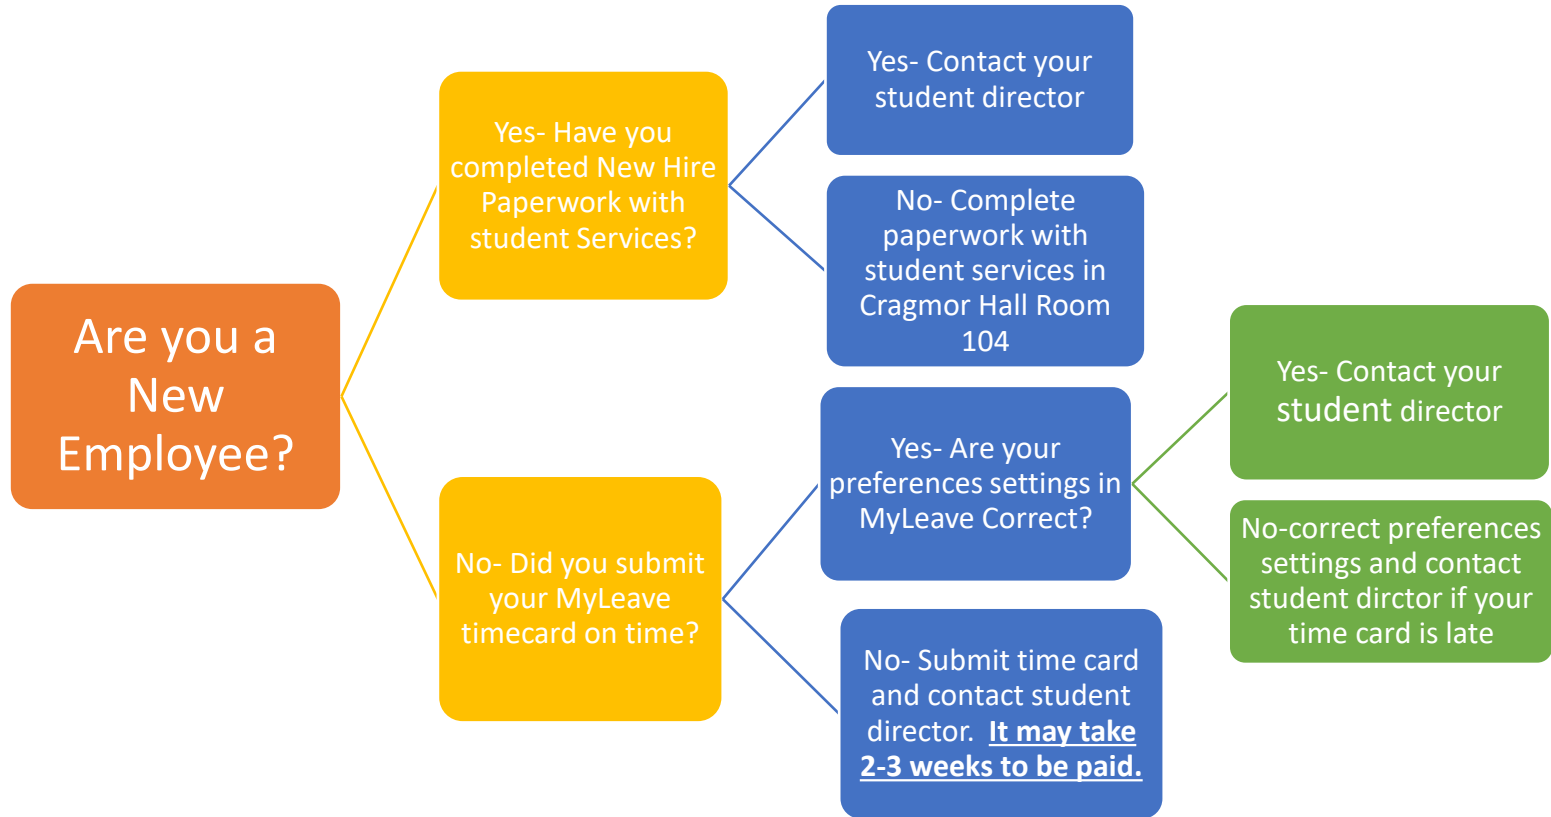 Are you a
New
Employee?
Yes- Have you
completed New Hire
Paperwork with
student Services?
No- Did you submit
your MyLeave
timecard on time?
Yes- Contact your
student director
No- Complete
paperwork with
student services in
Cragmor Hall Room
104
Yes- Are your
preferences settings in
MyLeave Correct?
No- Submit time card
and contact student
director. It may take
2-3 weeks to be paid.
Yes- Contact your
student director
No-correct preferences
settings and contact
student dirctor if your
time card is late